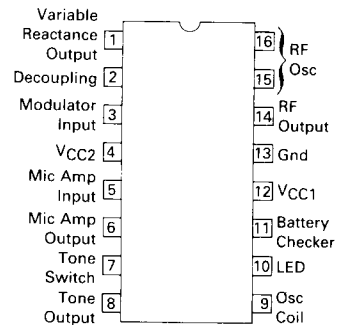 Variable
Reactance
Output
1
Decoupling 2
Modulator
Input
3
VCC2 4
Mic Amp
Input
5
Mic Amp
Output
6
Tone
Switch
7
Tone
Output
8
16
15
RF
Osc
14
RF
Output
13 Gnd
12 VCC1
11 Battery
Checker
10 LED
9 Osc
Coil